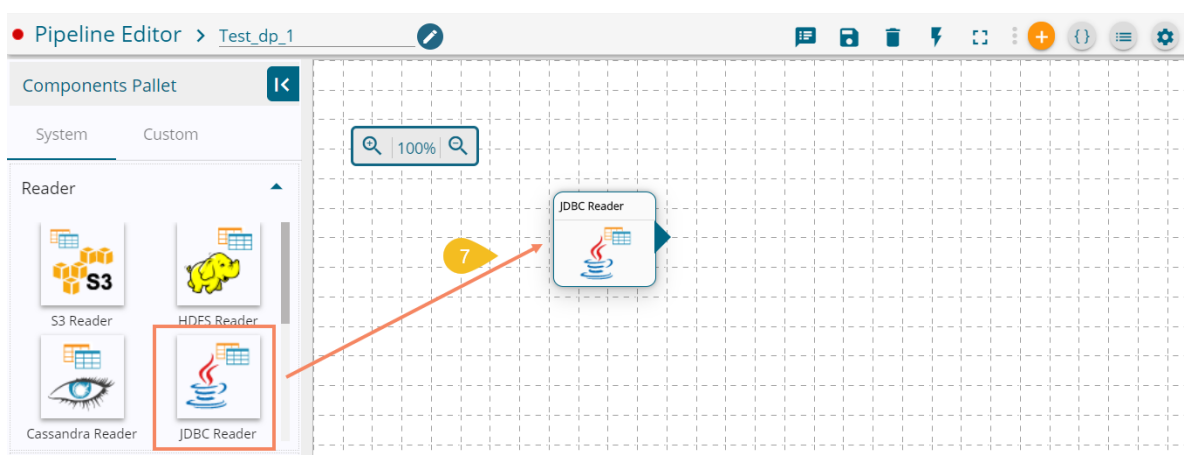 Pipeline Editor > Test_dp_1
Components Pallet
System Custom
100%
Reader
JDBC Reader
7
S3
S3 Reader HDFS Reader
Cassandra Reader JDBC Reader